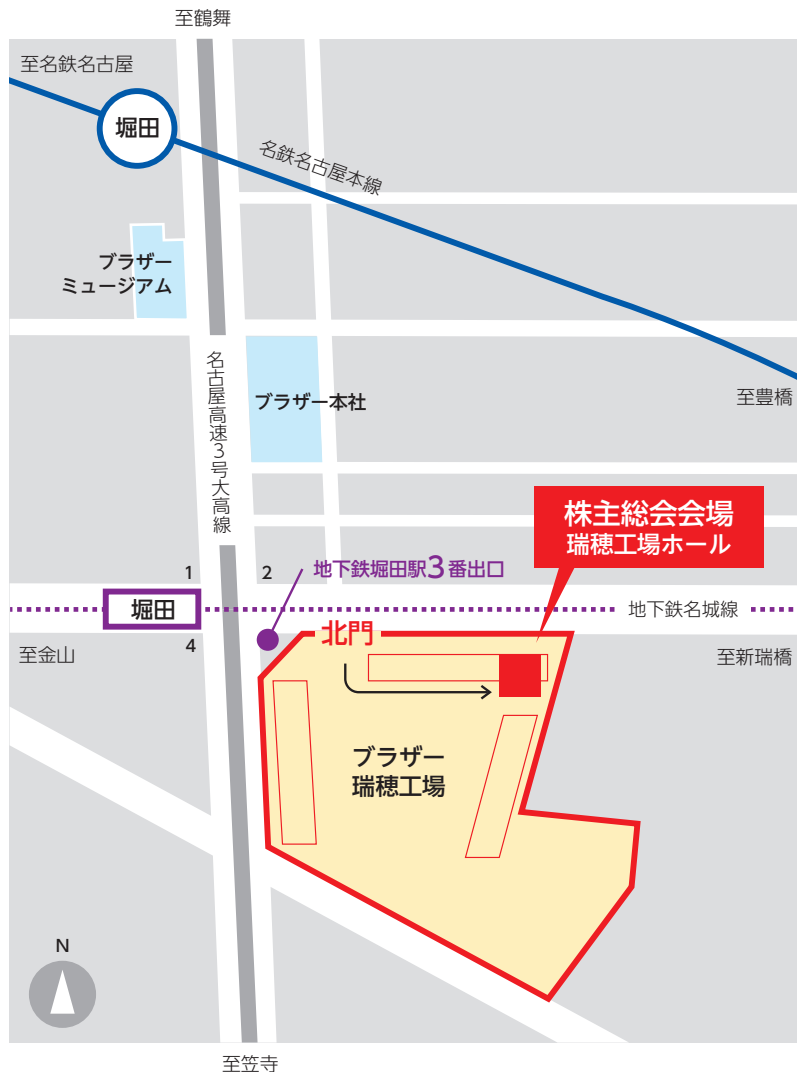 至鶴舞
至名鉄名古屋
堀田
名鉄名古屋本線
ブラザー
ミュージアム
名古屋高速3号大高線
ブラザー本社
至豊橋
株主総会会場
瑞穂工場ホール
1
2
地下鉄堀田駅3番出口
堀田
地下鉄名城線
4
北門
至金山
至新瑞橋
ブラザー
瑞穂工場
N
至笠寺